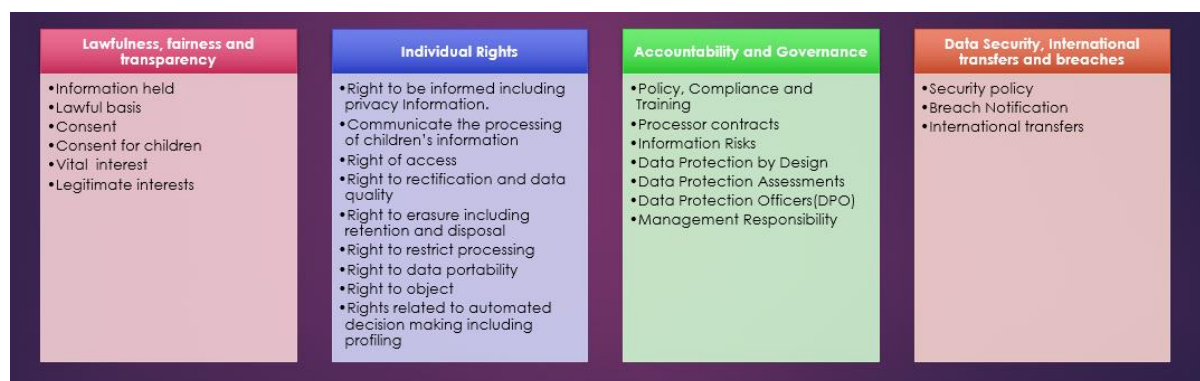 Lawfulness, fairness and
transparency
•Information held
•Lawful basis
•Consent
•Consent for children
•Vital interest
•Legitimate interests
Individual Rights
•Right to be informed including
privacy Information.
•Communicate the processing
of children's information
•Right of access
•Right to rectification and data
quality
•Right to erasure including
retention and disposal
•Right to restrict processing
•Right to data portability
•Right to object
•Rights related to automated
decision making including
profiling
Accountability and Governance
•Policy, Compliance and
Training
•Processor contracts
•Information Risks
•Data Protection by Design
•Data Protection Assessments
•Data Protection Officers(DPO)
•Management Responsibility
Data Security, International
transfers and breaches
•Security policy
•Breach Notification
•International transfers